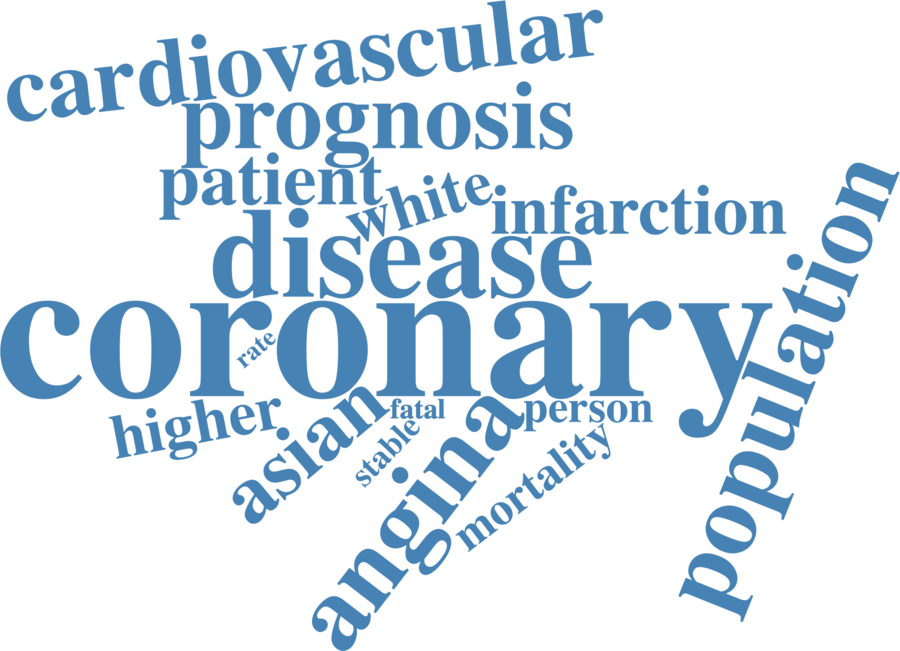 cardiovascular
prognosis
patient
white
infarction
disease
population
coronary
rate
higher
asian
fatal
person
stable
angina
mortality